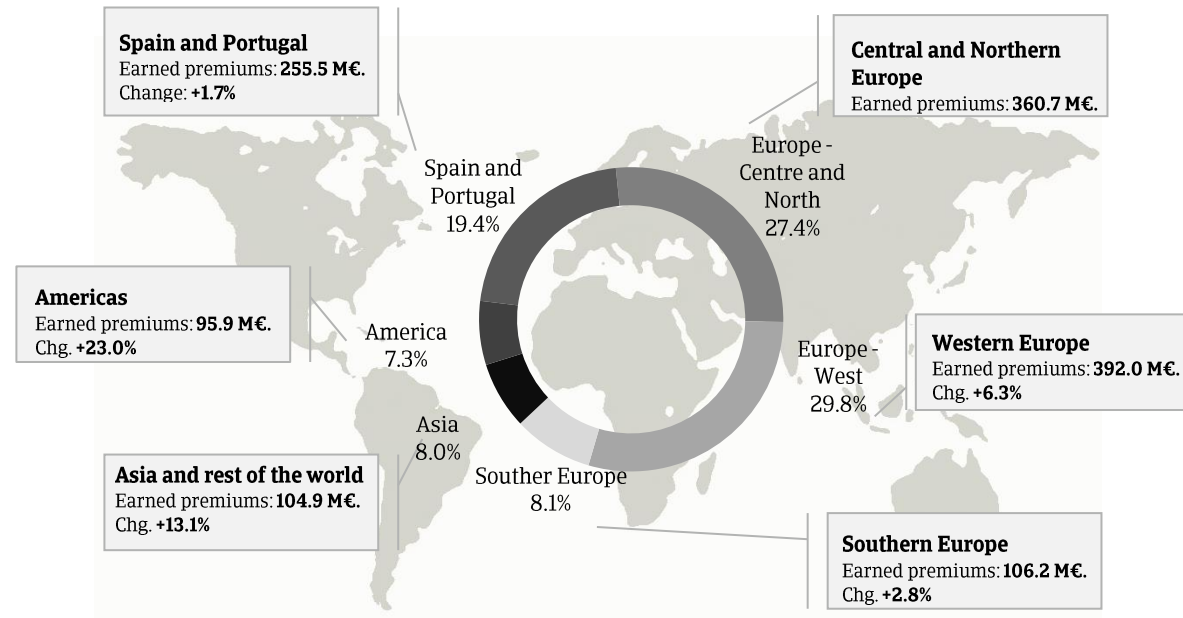 Spain and Portugal
Earned premiums: 255.5 M€.
Change: +1.7%
Central and Northern
Europe
Earned premiums: 360.7 M€.
Spain and
Portugal
19.4%
Europe -
Centre and
North
27.4%
Americas
Earned premiums: 95.9 M€.
Chg. +23.0%
America
7.3%
Europe -
West
29.8%
Western Europe
Earned premiums: 392.0 M€.
Chg. +6.3%
Asia
8.0%
Asia and rest of the world
Earned premiums: 104.9 M€.
Chg. +13.1%
Souther Europe
8.1%
Southern Europe
Earned premiums: 106.2 M€.
Chg. +2.8%